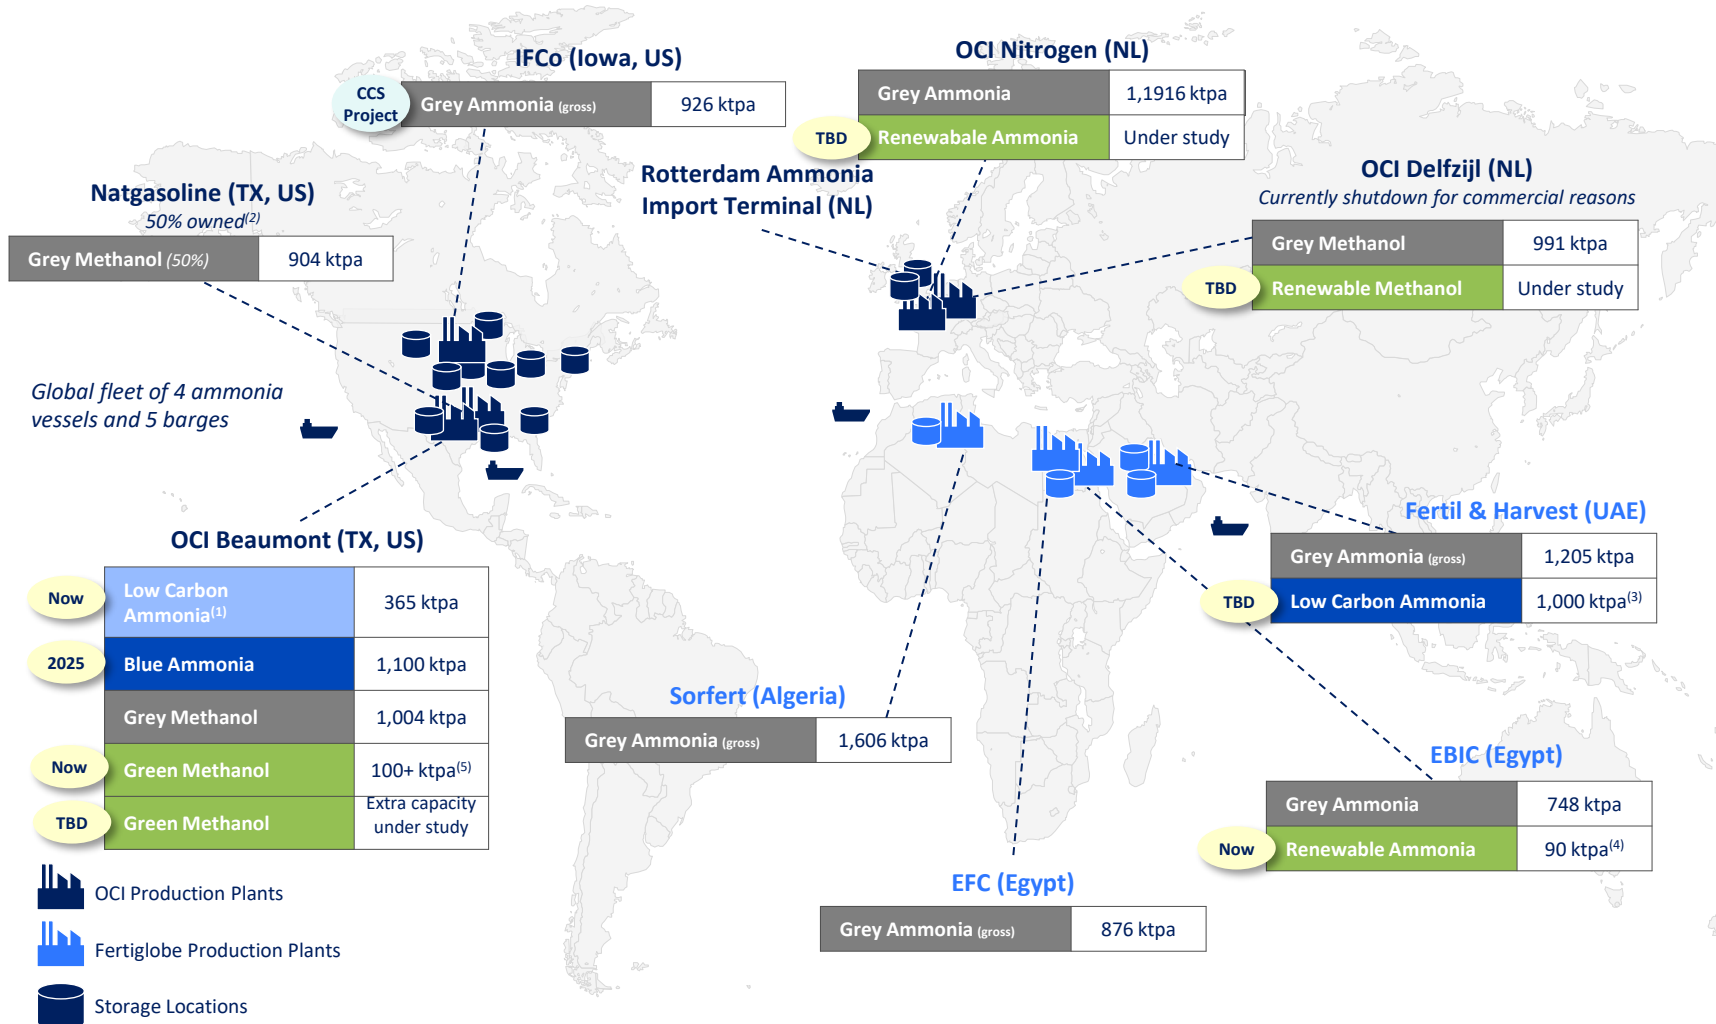 IFCo (Iowa, US)
CCS
Project
Grey Ammonia (gross)
926 ktpa
OCI Nitrogen (NL)
Grey Ammonia
1,1916 ktpa
TBD
Renewabale Ammonia
Under study
Rotterdam Ammonia
Import Terminal (NL)
OCI Delfzijl (NL)
Currently shutdown for commercial reasons
Grey Methanol
991 ktpa
TBD
Renewable Methanol
Under study
Natgasoline (TX, US)
50% owned(2)
Grey Methanol (50%)
904 ktpa
Global fleet of 4 ammonia
vessels and 5 barges
OCI Beaumont (TX, US)
Now
Low Carbon
Ammonia(1)
365 ktpa
2025
Blue Ammonia
1,100 ktpa
Grey Methanol
1,004 ktpa
Now
Green Methanol
100+ ktpa(5)
TBD
Green Methanol
Extra capacity
under study
Fertil & Harvest (UAE)
Grey Ammonia (gross)
1,205 ktpa
TBD
Low Carbon Ammonia
1,000 ktpa(3)
Sorfert (Algeria)
Grey Ammonia (gross)
1,606 ktpa
EBIC (Egypt)
Grey Ammonia
748 ktpa
Now
Renewable Ammonia
90 ktpa(4)
EFC (Egypt)
Grey Ammonia (gross)
876 ktpa
OCI Production Plants
Fertiglobe Production Plants
Storage Locations